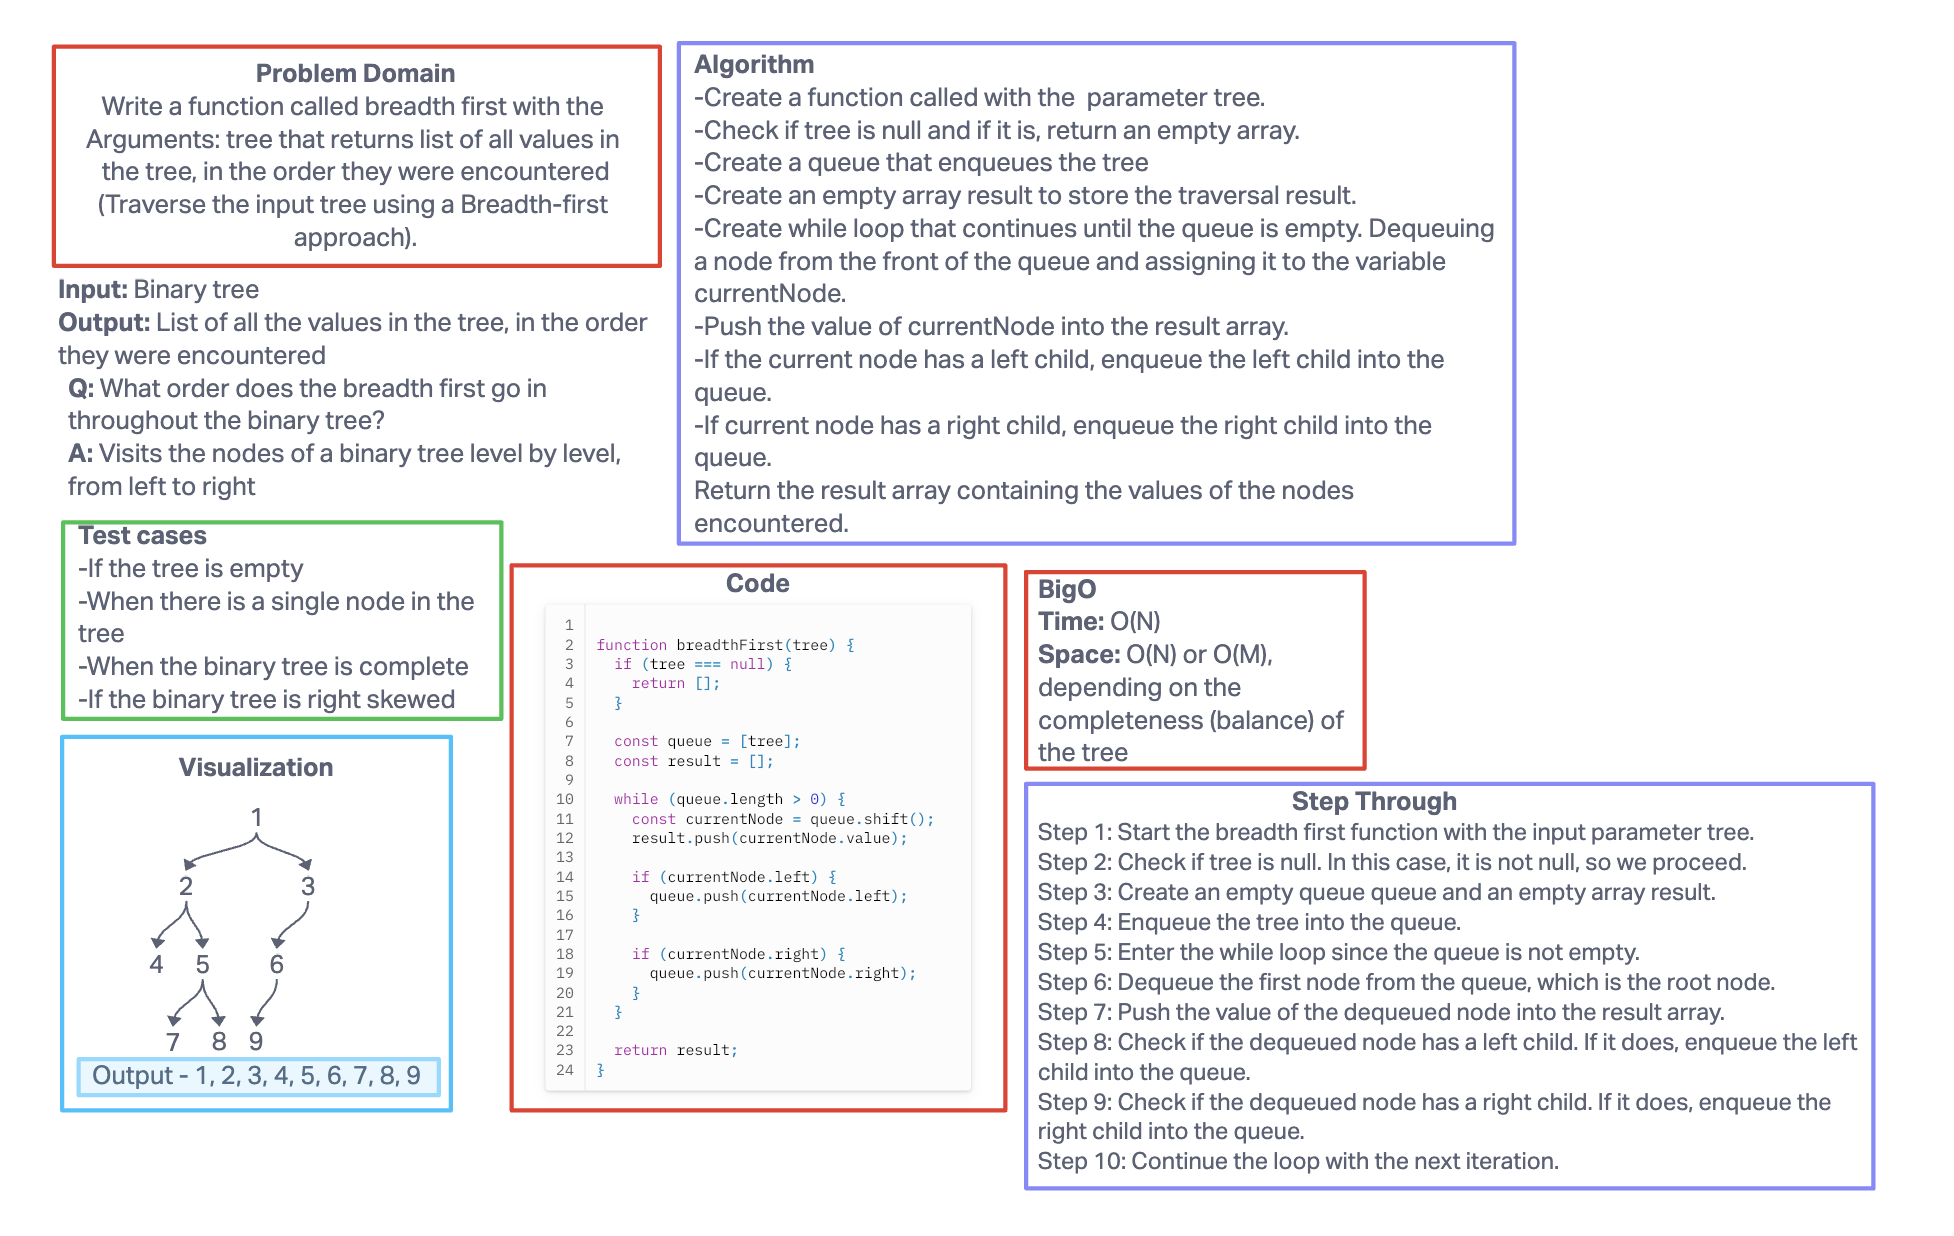 Problem Domain
Write a function called breadth first with the
Arguments: tree that returns list of all values in
the tree, in the order they were encountered
(Traverse the input tree using a Breadth-first
approach).
Input: Binary tree
Output: List of all the values in the tree, in the order
they were encountered
Q: What order does the breadth first go in
throughout the binary tree?
A: Visits the nodes of a binary tree level by level,
from left to right
Algorithm
-Create a function called with the  parameter tree.
-Check if tree is null and if it is, return an empty array.
-Create a queue that enqueues the tree
-Create an empty array result to store the traversal result.
-Create while loop that continues until the queue is empty. Dequeuing
a node from the front of the queue and assigning it to the variable
currentNode.
-Push the value of currentNode into the result array.
-If the current node has a left child, enqueue the left child into the
queue.
-If current node has a right child, enqueue the right child into the
queue.
Return the result array containing the values of the nodes
encountered.
Test cases
-If the tree is empty
-When there is a single node in the
tree
-When the binary tree is complete
-If the binary tree is right skewed
Visualization
1
2 3
4 5 6
7 8 9
Output - 1, 2, 3, 4, 5, 6, 7, 8, 9
Code
1
2 function breadthFirst(tree) {
3   if (tree === null) {
4     return [];
5   }
6
7   const queue = [tree];
8   const result = [];
9
10   while (queue.length > 0) {
11     const currentNode = queue.shift();
12     result.push(currentNode.value);
13
14     if (currentNode.left) {
15       queue.push(currentNode.left);
16     }
17
18     if (currentNode.right) {
19       queue.push(currentNode.right);
20     }
21   }
22
23   return result;
24 }
BigO
Time: O(N)
Space: O(N) or O(M),
depending on the
completeness (balance) of
the tree
Step Through
Step 1: Start the breadth first function with the input parameter tree.
Step 2: Check if tree is null. In this case, it is not null, so we proceed.
Step 3: Create an empty queue queue and an empty array result.
Step 4: Enqueue the tree into the queue.
Step 5: Enter the while loop since the queue is not empty.
Step 6: Dequeue the first node from the queue, which is the root node.
Step 7: Push the value of the dequeued node into the result array.
Step 8: Check if the dequeued node has a left child. If it does, enqueue the left
child into the queue.
Step 9: Check if the dequeued node has a right child. If it does, enqueue the
right child into the queue.
Step 10: Continue the loop with the next iteration.